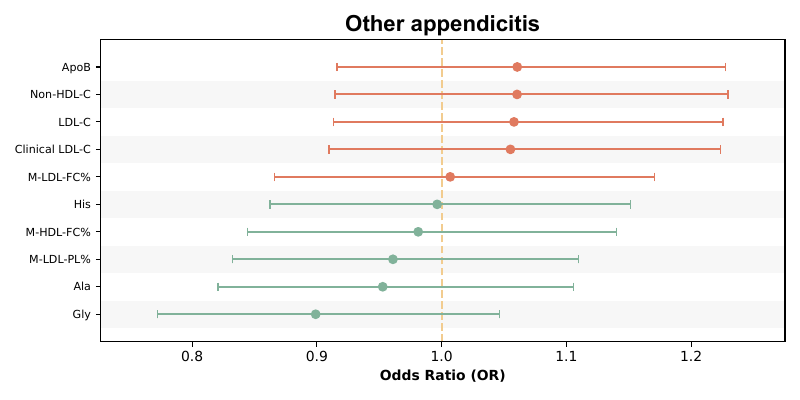 Other appendicitis
ApoB
Non-HDL-C
LDL-C
Clinical LDL-C
M-LDL-FC%
His
M-HDL-FC%
M-LDL-PL%
Ala
Gly
0.8 0.9 1.0 1.1 1.2
Odds Ratio (OR)